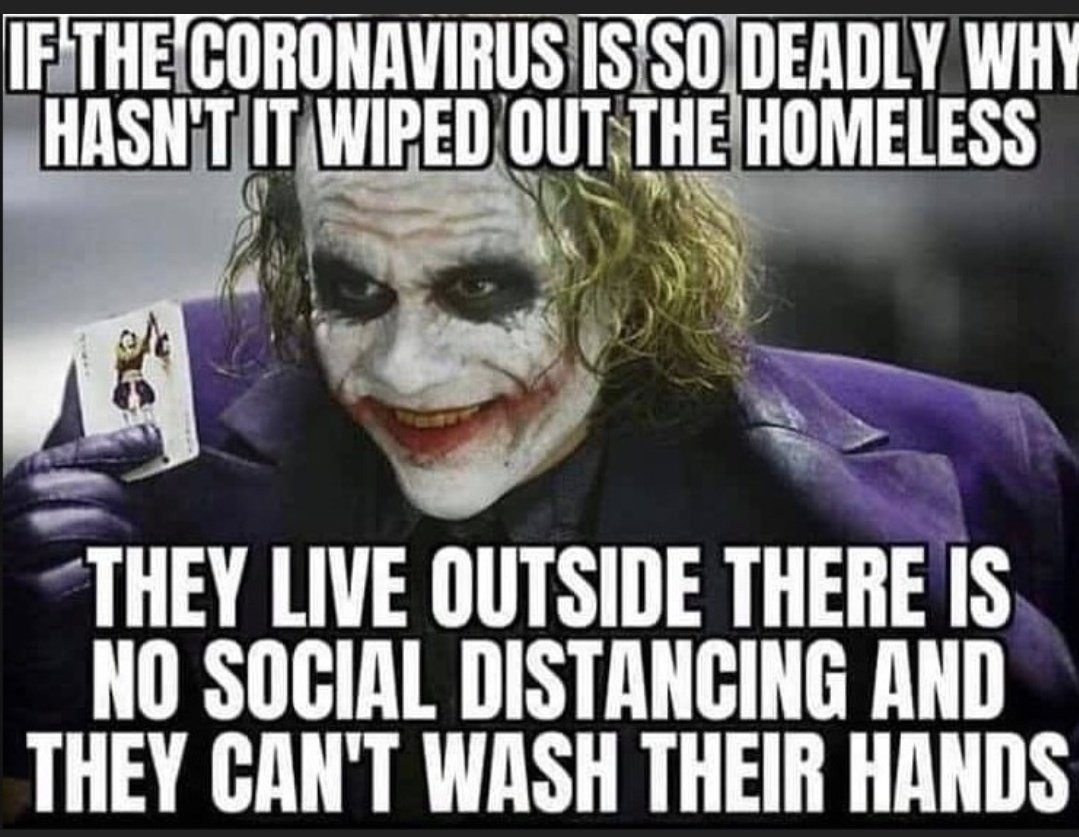 IF THE CORONAVIRUS IS SO DEADLY WHY
HASN'T IT WIPED OUT THE HOMELESS
THEY LIVE OUTSIDE THERE IS
NO SOCIAL DISTANCING AND
THEY CAN'T WASH THEIR HANDS